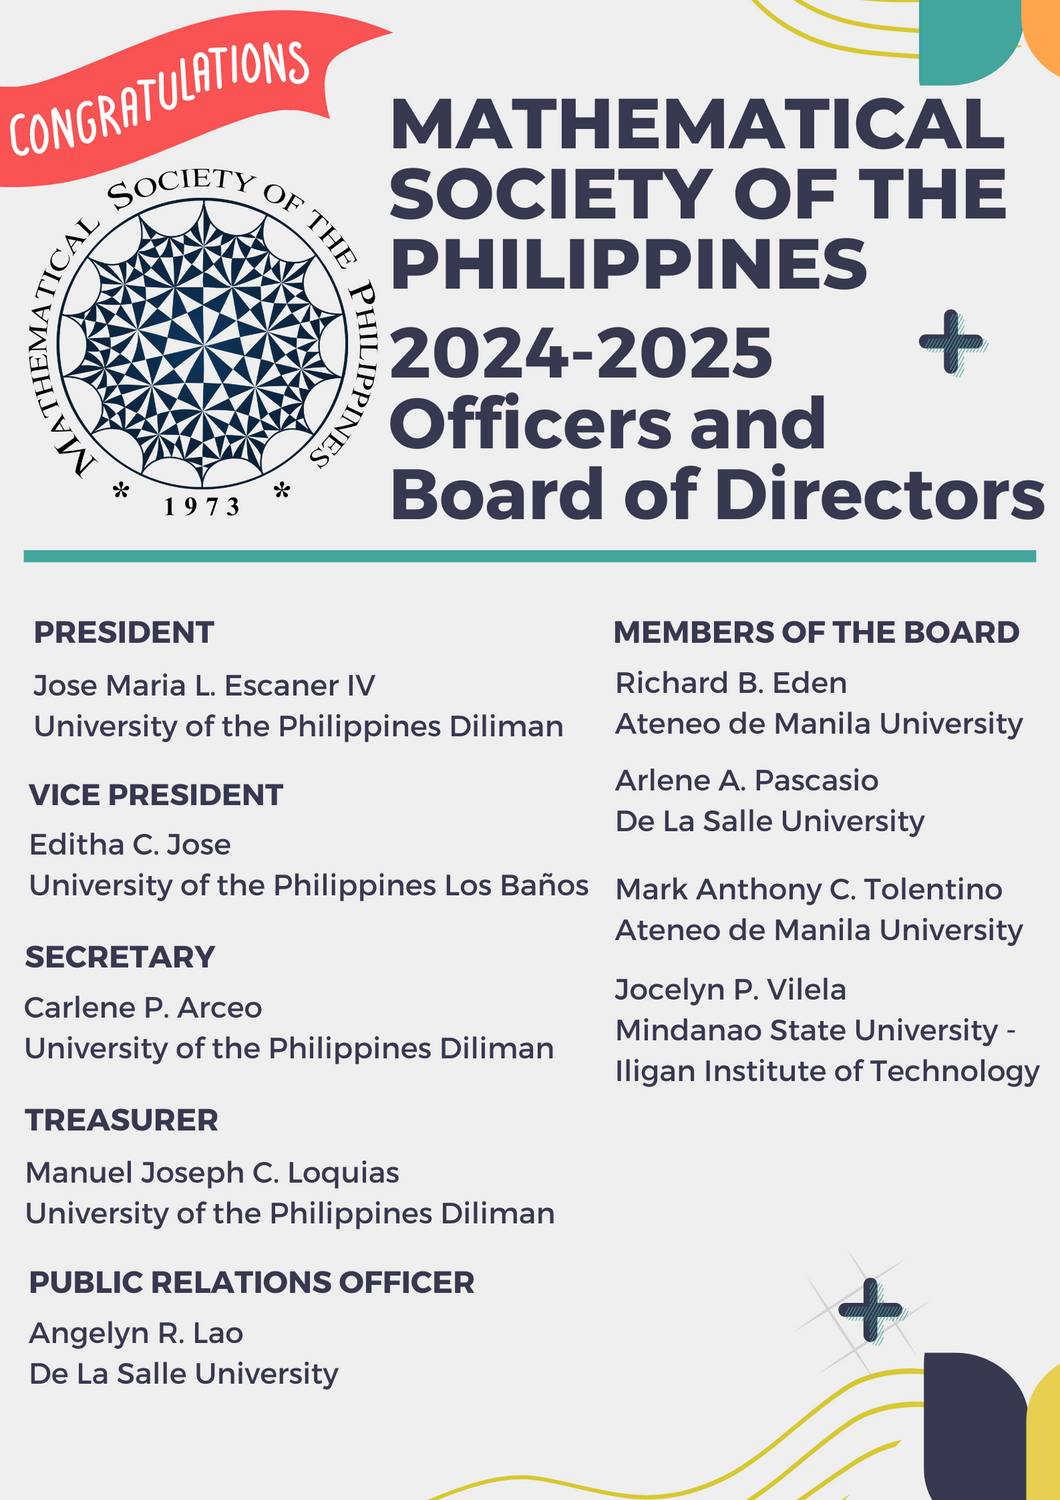 CONGRATULATIONS
MATHEMATICAL SOCIETY OF THE PHILIPPINES
* 1973 *
MATHEMATICAL
SOCIETY OF THE
PHILIPPINES
2024-2025
Officers and
Board of Directors
PRESIDENT
Jose Maria L. Escaner IV
University of the Philippines Diliman
VICE PRESIDENT
Editha C. Jose
University of the Philippines Los Baños
SECRETARY
Carlene P. Arceo
University of the Philippines Diliman
TREASURER
Manuel Joseph C. Loquias
University of the Philippines Diliman
PUBLIC RELATIONS OFFICER
Angelyn R. Lao
De La Salle University
MEMBERS OF THE BOARD
Richard B. Eden
Ateneo de Manila University
Arlene A. Pascasio
De La Salle University
Mark Anthony C. Tolentino
Ateneo de Manila University
Jocelyn P. Vilela
Mindanao State University -
Iligan Institute of Technology